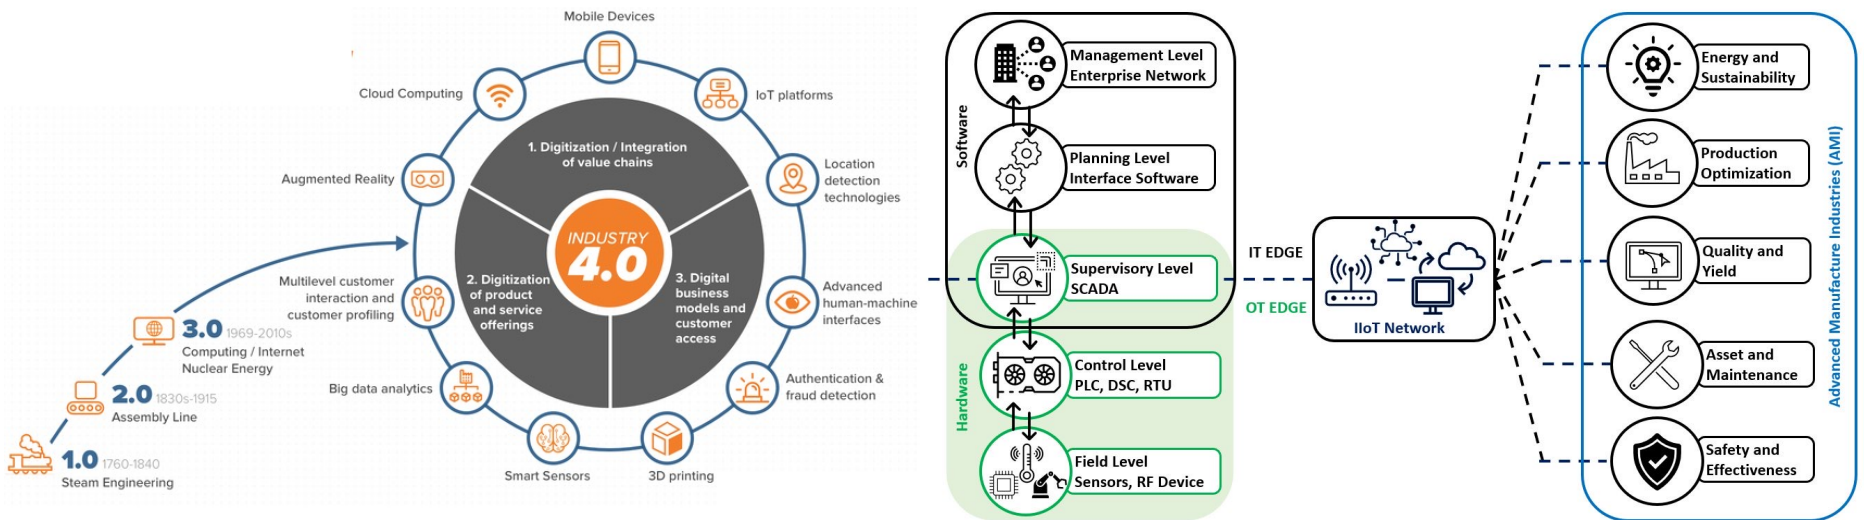 Mobile Devices
Cloud Computing
IoT platforms
Augmented Reality
Location
detection
technologies
Multilevel customer
interaction and
customer profiling
Advanced
human-machine
interfaces
Big data analytics
Authentication &
fraud detection
Smart Sensors
3D printing
1. Digitization / Integration
of value chains
2. Digitization
of product
and service
offerings
3. Digital
business
models and
customer
access
INDUSTRY
4.0
3.0 1969-2010s
Computing / Internet
Nuclear Energy
2.0 1830s-1915
Assembly Line
1.0 1760-1840
Steam Engineering
Software
Hardware
Management Level
Enterprise Network
Planning Level
Interface Software
Supervisory Level
SCADA
Control Level
PLC, DSC, RTU
Field Level
Sensors, RF Device
IT EDGE
OT EDGE
IIoT Network
Energy and
Sustainability
Production
Optimization
Quality and
Yield
Asset and
Maintenance
Safety and
Effectiveness
Advanced Manufacture Industries (AMI)